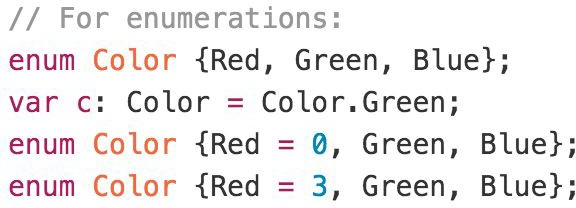 // For enumerations:
enum Color {Red, Green, Blue};
var c: Color = Color.Green;
enum Color {Red = 0, Green, Blue};
enum Color {Red = 3, Green, Blue};